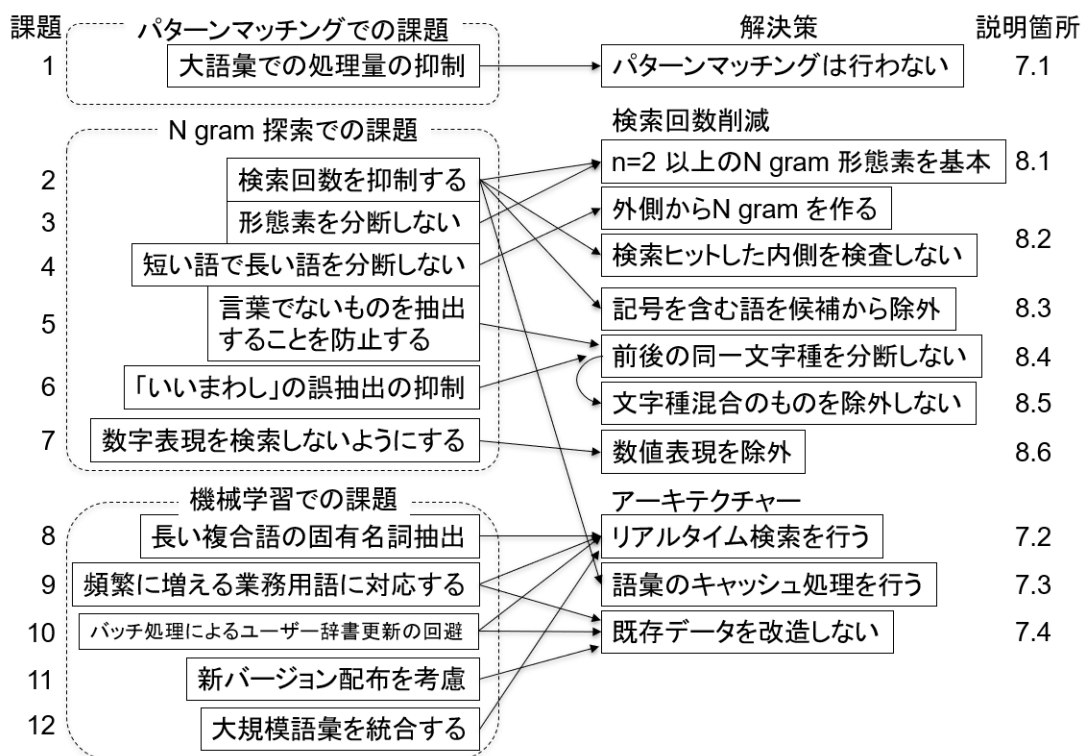 課題 パターンマッチングでの課題 解決策 説明箇所
1 大語彙での処理量の抑制 パターンマッチングは行わない 7.1
N gram 探索での課題 検索回数削減
2 検索回数を抑制する n=2 以上のN gram 形態素を基本 8.1
3 形態素を分断しない 外側からN gram を作る
4 短い語で長い語を分断しない 検索ヒットした内側を検査しない 8.2
5 言葉でないものを抽出
することを防止する
記号を含む語を候補から除外 8.3
前後の同一文字種を分断しない 8.4
6 「いいまわし」の誤抽出の抑制 文字種混合のものを除外しない 8.5
7 数字表現を検索しないようにする 数値表現を除外 8.6
機械学習での課題 アーキテクチャー
8 長い複合語の固有名詞抽出 リアルタイム検索を行う 7.2
9 頻繁に増える業務用語に対応する 語彙のキャッシュ処理を行う 7.3
10 バッチ処理によるユーザー辞書更新の回避 既存データを改造しない 7.4
11 新バージョン配布を考慮
12 大規模語彙を統合する